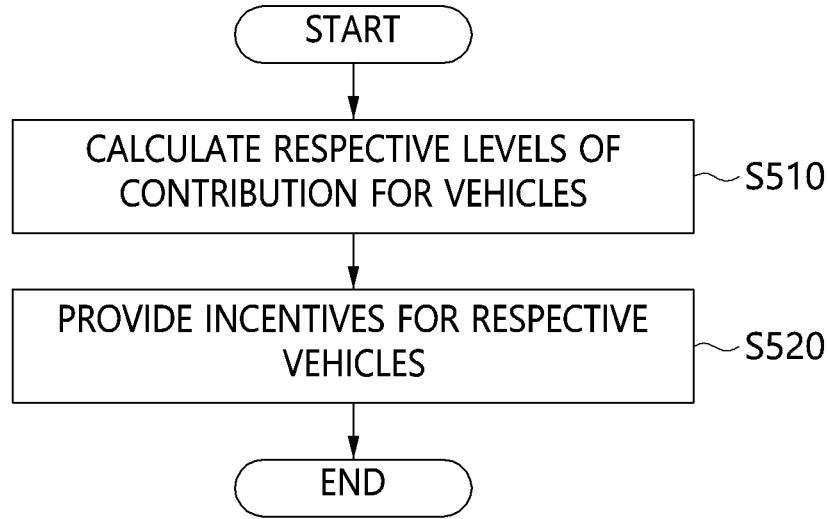 START
CALCULATE RESPECTIVE LEVELS OF
CONTRIBUTION FOR VEHICLES
S510
PROVIDE INCENTIVES FOR RESPECTIVE
VEHICLES
S520
END